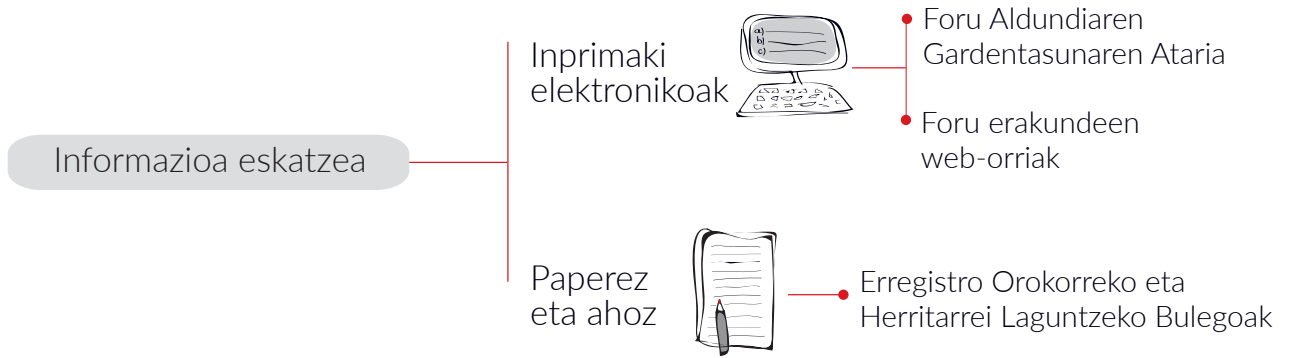 Informazioa eskatzea
Inprimaki
elektronikoak
a)
b)
c)
Foru Aldundiaren
Gardentasunaren Ataria
Foru erakundeen
web-orriak
Paperez
eta ahoz
Erregistro Orokorreko eta
Herritarrei Laguntzeko Bulegoak